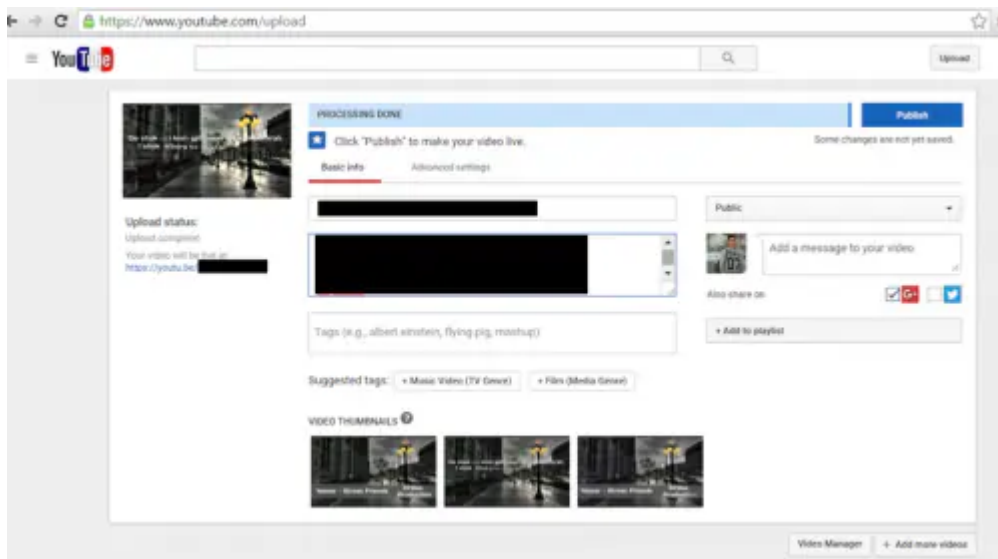 https://www.youtube.com/upload
YouTube
Upload
PROCESSING DONE
Publish
Click "Publish" to make your video live.
Some changes are not yet saved.
Basic info
Advanced settings
Upload status:
Upload complete
Your video will be live at:
https://youtu.be/
Public
Add a message to your video
Also share on
G+
Tags (e.g., albert einstein, flying pig, mashup)
+ Add to playlist
Suggested tags:
+ Music Video (TV Genre)
+ Film (Media Genre)
VIDEO THUMBNAILS ?
Video Manager
+ Add more videos